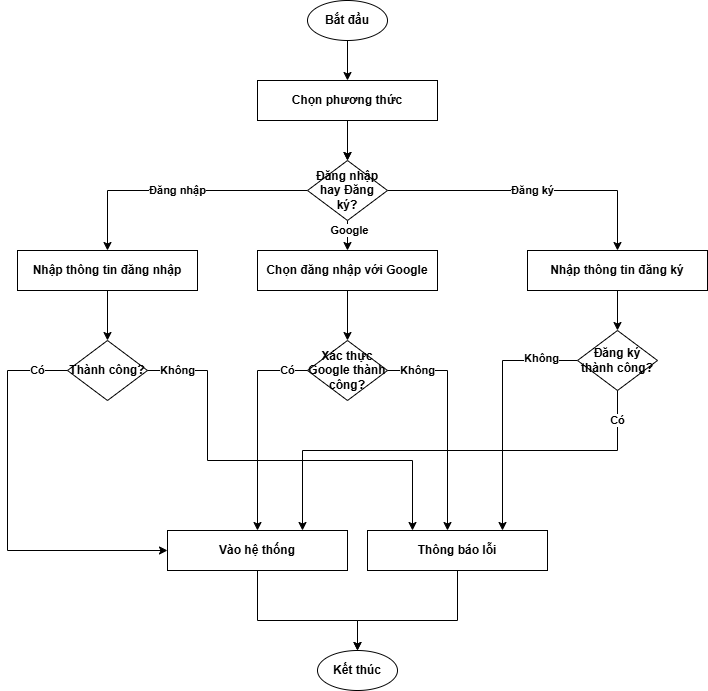 Bắt đầu
Chọn phương thức
Đăng nhập
hay Đăng
ký?
Đăng nhập
Đăng ký
Google
Nhập thông tin đăng nhập
Chọn đăng nhập với Google
Nhập thông tin đăng ký
Có
Thành công?
Không
Có
Xác thực
Google thành
công?
Không
Không
Đăng ký
thành công?
Có
Vào hệ thống
Thông báo lỗi
Kết thúc